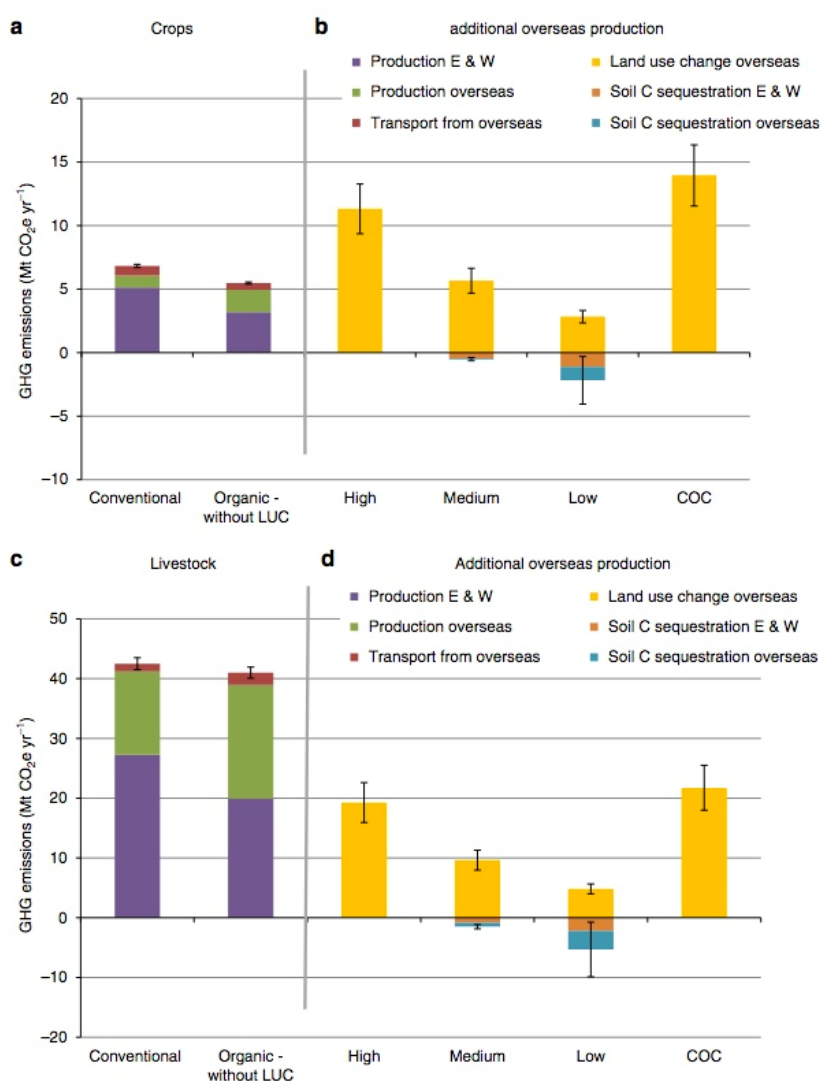 a Crops b additional overseas production
Production E & W Land use change overseas
Production overseas Soil C sequestration E & W
Transport from overseas Soil C sequestration overseas
20
15
10
5
0
−5
−10
GHG emissions (Mt CO₂e yr⁻¹)
Conventional Organic - High Medium Low COC
without LUC
c Livestock d Additional overseas production
Production E & W Land use change overseas
Production overseas Soil C sequestration E & W
Transport from overseas Soil C sequestration overseas
50
40
30
20
10
0
−10
−20
GHG emissions (Mt CO₂e yr⁻¹)
Conventional Organic - High Medium Low COC
without LUC